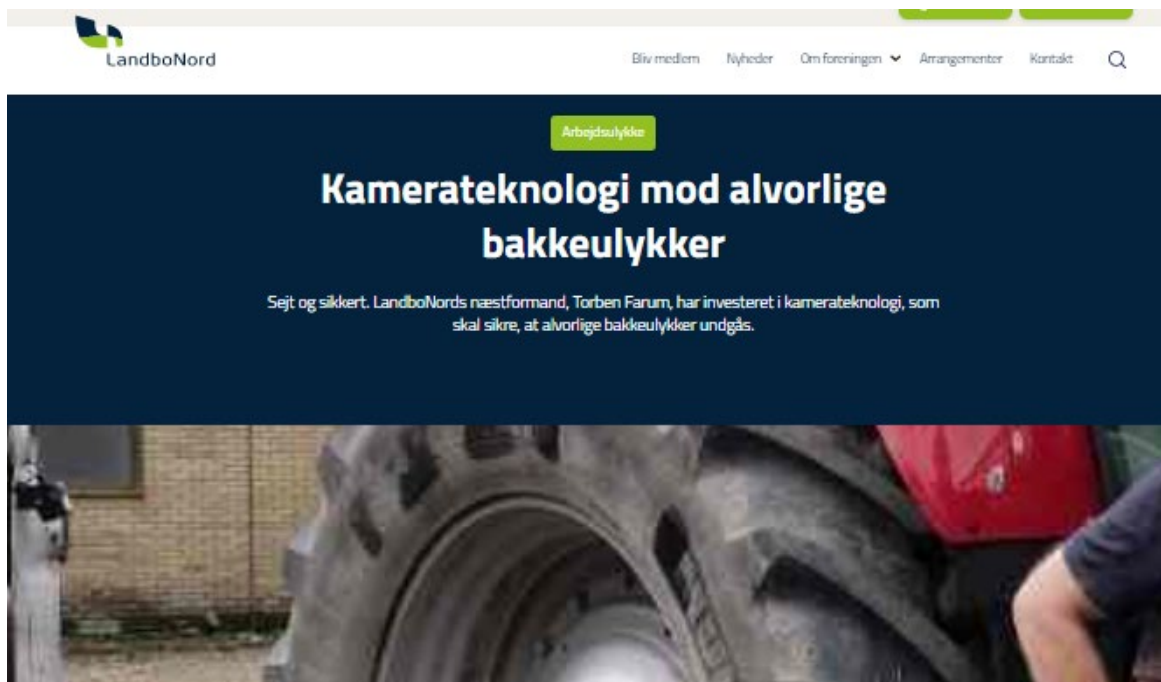 LandboNord
Bliv medlem Nyheder Om foreningen Arrangementer Kontakt
Arbejdsulykke
Kamerateknologi mod alvorlige
bakkeulykker
Sejt og sikkert. LandboNords næstformand, Torben Farum, har investeret i kamerateknologi, som
skal sikre, at alvorlige bakkeulykker undgås.